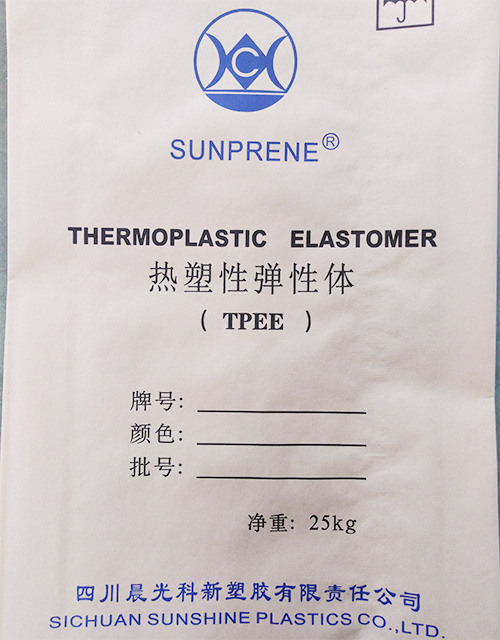 SUNPRENE®
THERMOPLASTIC ELASTOMER
热塑性弹性体
( TPEE )
牌号:
颜色:
批号:
净重: 25kg
四川晨光科新塑胶有限责任公司
SICHUAN SUNSHINE PLASTICS CO.,LTD.